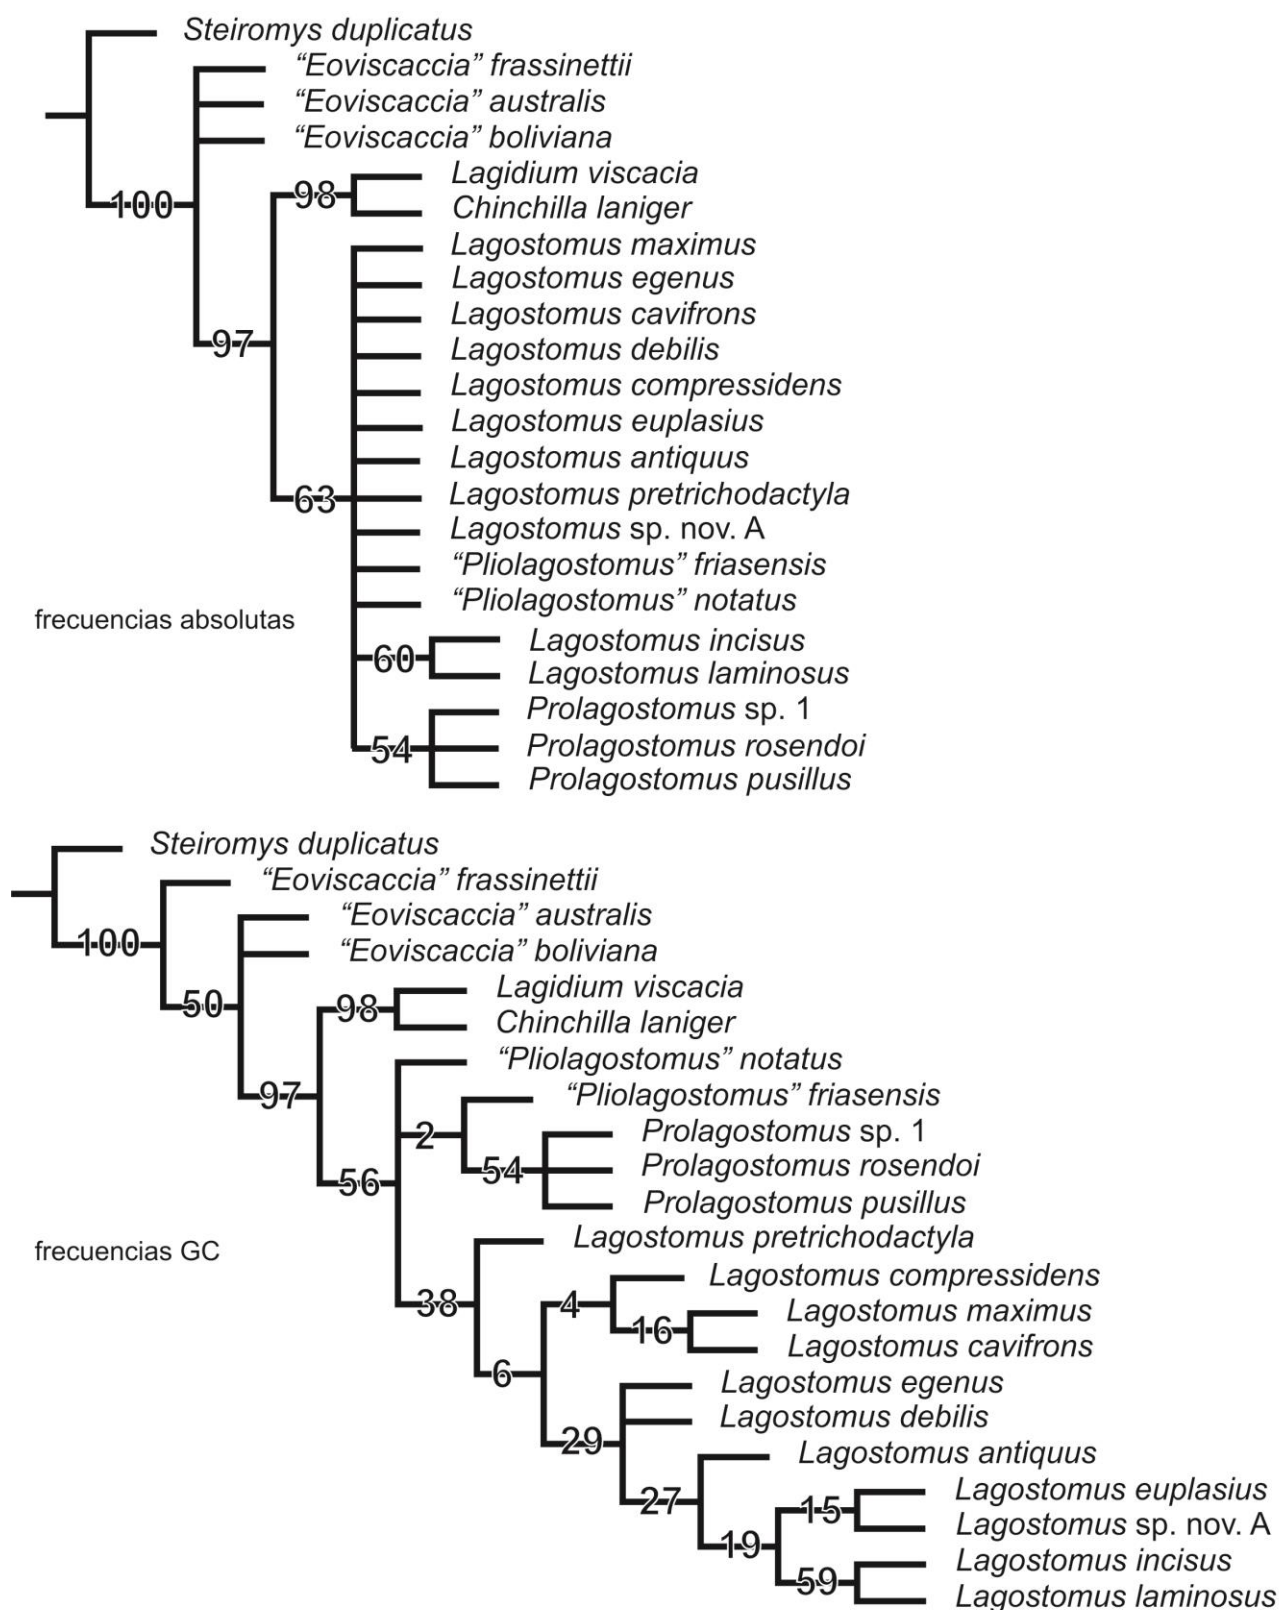 Steiromys duplicatus
“Eoviscaccia” frassinettii
“Eoviscaccia” australis
“Eoviscaccia” boliviana
Lagidium viscacia
98
Chinchilla laniger
100
Lagostomus maximus
Lagostomus egenus
Lagostomus cavifrons
97
Lagostomus debilis
Lagostomus compressidens
Lagostomus euplasius
Lagostomus antiquus
63
Lagostomus pretrichodactyla
Lagostomus sp. nov. A
“Pliolagostomus” friasensis
“Pliolagostomus” notatus
frecuencias absolutas
Lagostomus incisus
60
Lagostomus laminosus
Prolagostomus sp. 1
54
Prolagostomus rosendoi
Prolagostomus pusillus
Steiromys duplicatus
“Eoviscaccia” frassinettii
“Eoviscaccia” australis
100
“Eoviscaccia” boliviana
Lagidium viscacia
50
98
Chinchilla laniger
“Pliolagostomus” notatus
97
“Pliolagostomus” friasensis
2
Prolagostomus sp. 1
54
Prolagostomus rosendoi
56
Prolagostomus pusillus
Lagostomus pretrichodactyla
frecuencias GC
Lagostomus compressidens
38
4
Lagostomus maximus
16
Lagostomus cavifrons
6
Lagostomus egenus
Lagostomus debilis
29
Lagostomus antiquus
27
Lagostomus euplasius
15
Lagostomus sp. nov. A
19
Lagostomus incisus
59
Lagostomus laminosus